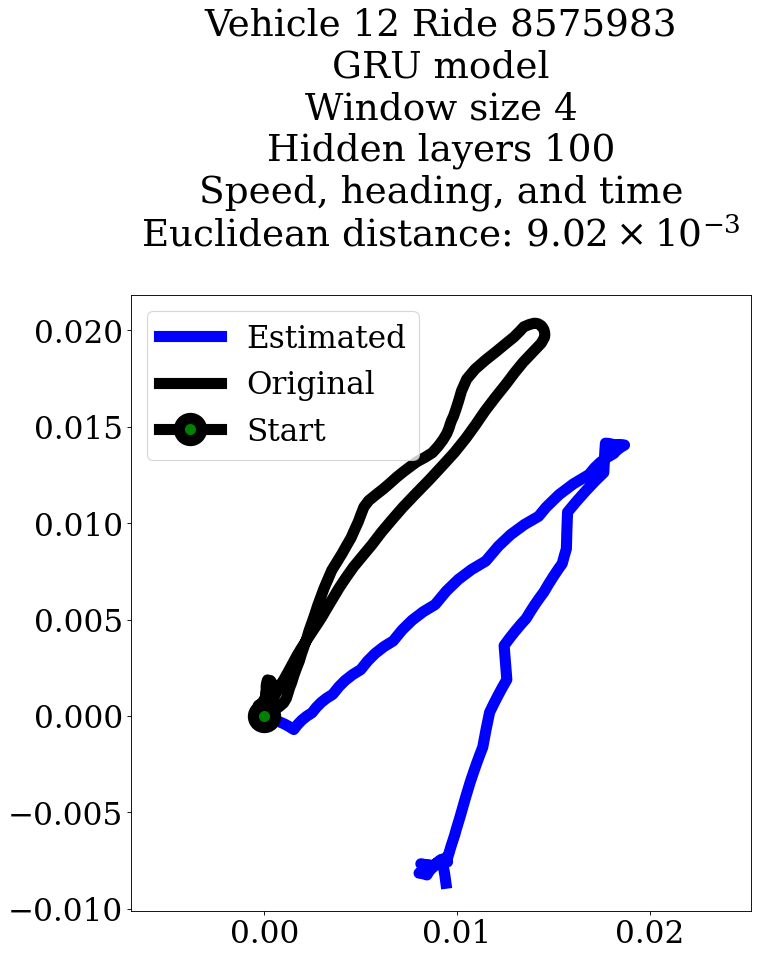 Vehicle 12 Ride 8575983
GRU model
Window size 4
Hidden layers 100
Speed, heading, and time
Euclidean distance: 9.02 × 10⁻³
Estimated
Original
Start
0.020
0.015
0.010
0.005
0.000
−0.005
−0.010
0.00 0.01 0.02